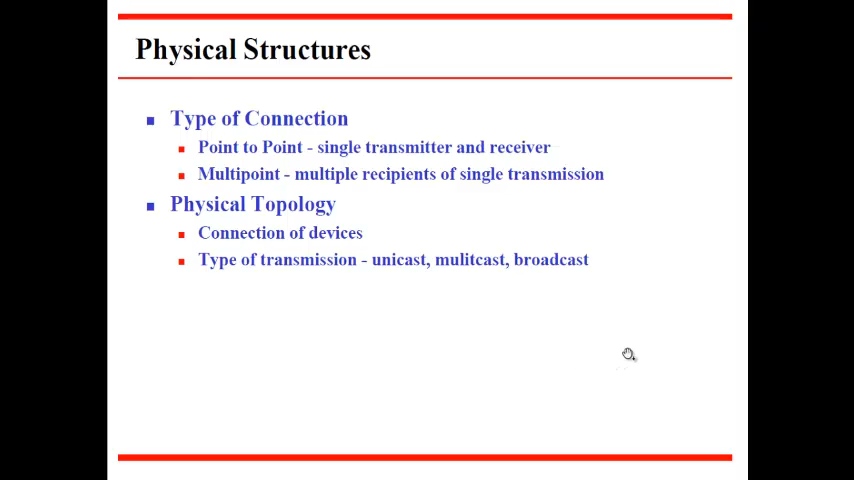 Physical Structures
Type of Connection
Point to Point - single transmitter and receiver
Multipoint - multiple recipients of single transmission
Physical Topology
Connection of devices
Type of transmission - unicast, mulitcast, broadcast